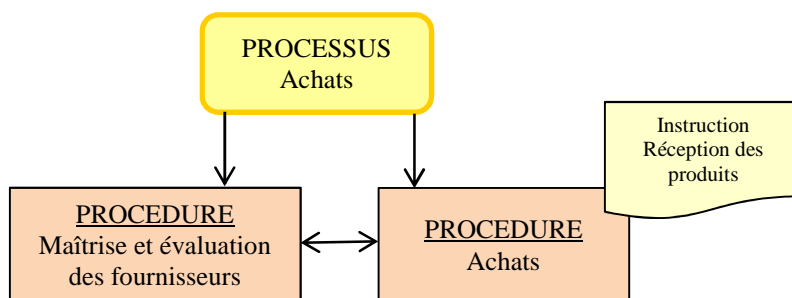 PROCESSUS
Achats
Instruction
Réception des
produits
PROCEDURE
Maîtrise et évaluation
des fournisseurs
PROCEDURE
Achats